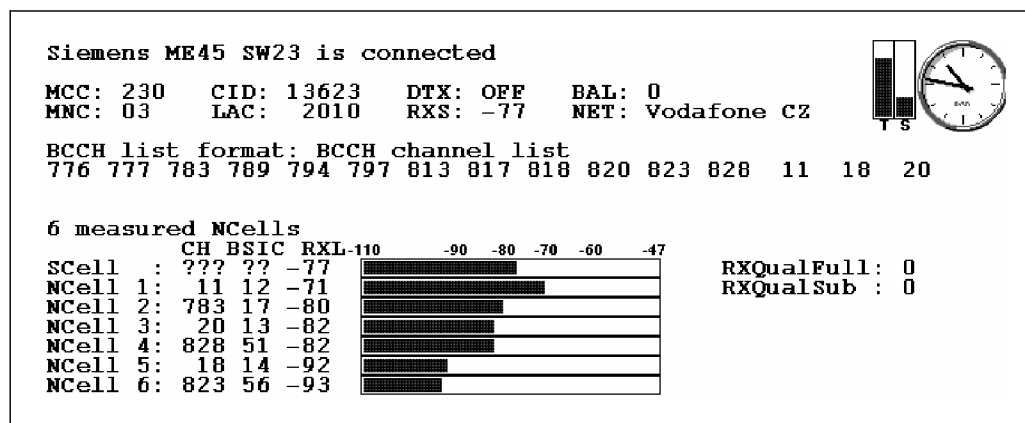 Siemens ME45 SW23 is connected
MCC: 230 CID: 13623 DTX: OFF BAL: 0
MNC: 03 LAC: 2010 RXS: -77 NET: Vodafone CZ
T S
BCCH list format: BCCH channel list
776 777 783 789 794 797 813 817 818 820 823 828 11 18 20
6 measured NCells
CH BSIC RXL -110 -90 -80 -70 -60 -47
SCell : ??? ?? -77 RXQualFull: 0
NCell 1: 11 12 -71 RXQualSub : 0
NCell 2: 783 17 -80
NCell 3: 20 13 -82
NCell 4: 828 51 -82
NCell 5: 18 14 -92
NCell 6: 823 56 -93